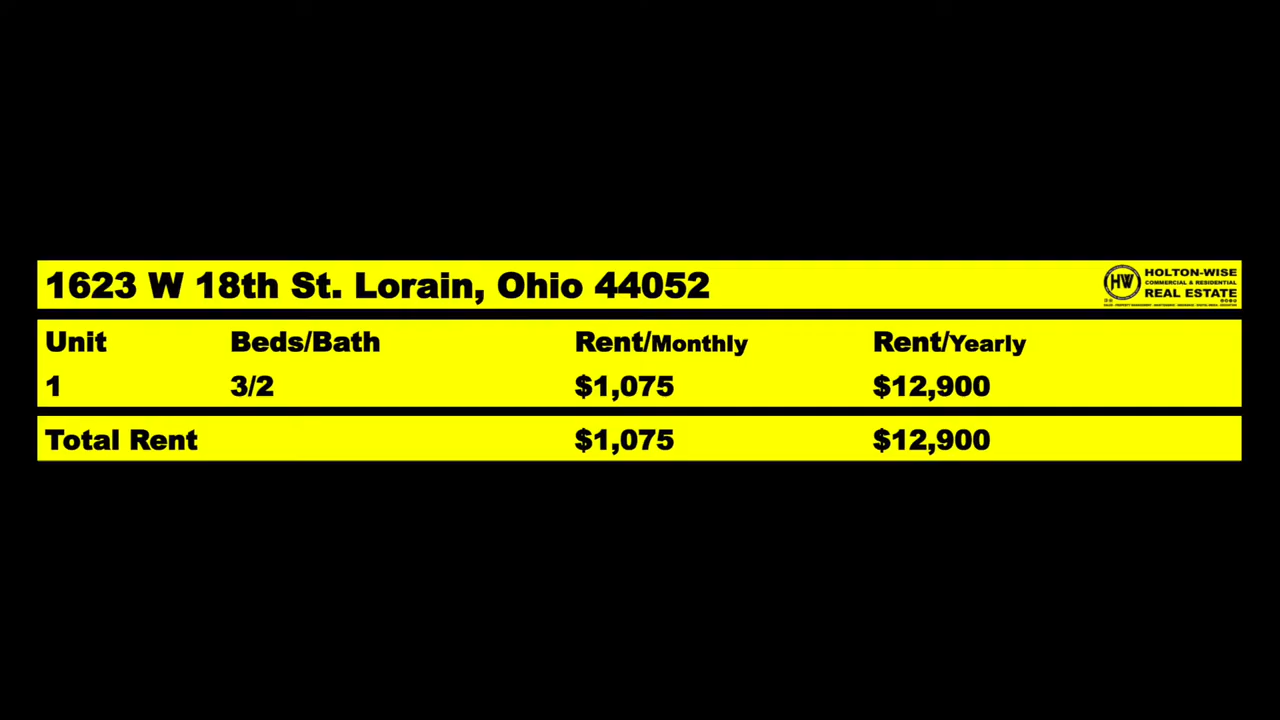 1623 W 18th St. Lorain, Ohio 44052
HW
HOLTON-WISE
COMMERCIAL & RESIDENTIAL
REAL ESTATE
Unit Beds/Bath Rent/Monthly Rent/Yearly
1 3/2 $1,075 $12,900
Total Rent $1,075 $12,900